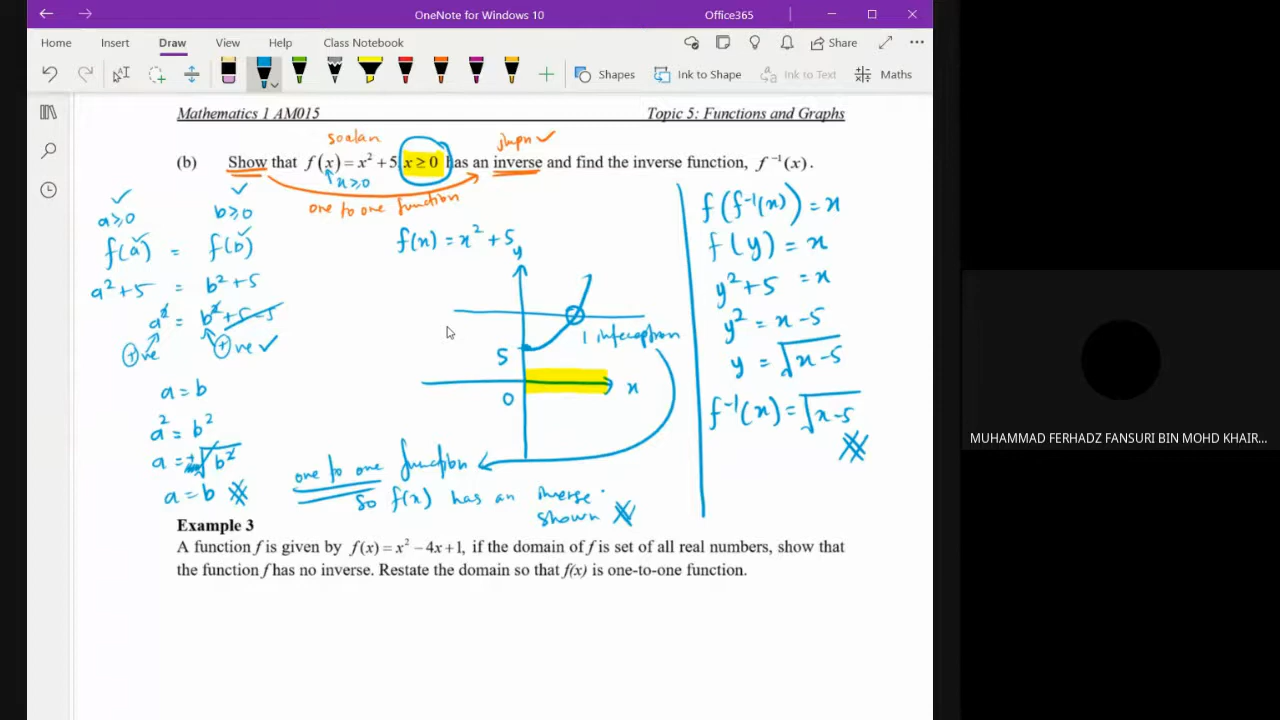 OneNote for Windows 10
Office365
Home Insert Draw View Help Class Notebook
Share
Shapes Ink to Shape Ink to Text Maths
Mathematics 1 AM015 Topic 5: Functions and Graphs
soalan
(b) Show that f(x) = x² + 5, x ≥ 0 has an inverse and find the inverse function, f⁻¹(x).
x ≥ 0
one to one function
a ≥ 0 b ≥ 0
f(a) = f(b)
a² + 5 = b² + 5
a² = b² + 5 - 5
+ve +ve
a = b
a² = b²
a = ±√b²
a = b
f(x) = x² + 5
y
1 interception
5
0
x
one to one function
so f(x) has an inverse.
shown
f(f⁻¹(x)) = x
f(y) = x
y² + 5 = x
y² = x - 5
y = √x - 5
f⁻¹(x) = √x - 5
Example 3
A function f is given by f(x) = x² − 4x + 1, if the domain of f is set of all real numbers, show that
the function f has no inverse. Restate the domain so that f(x) is one-to-one function.
MUHAMMAD FERHADZ FANSURI BIN MOHD KHAIR...